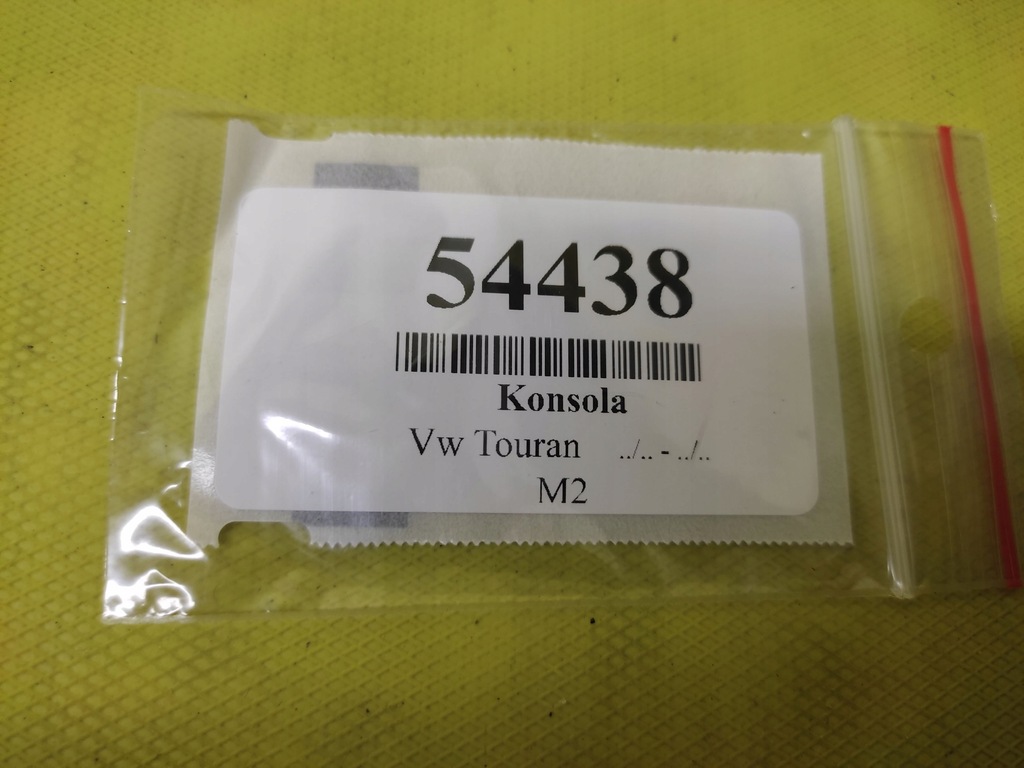 54438
Konsola
Vw Touran ../.. - ../..
M2